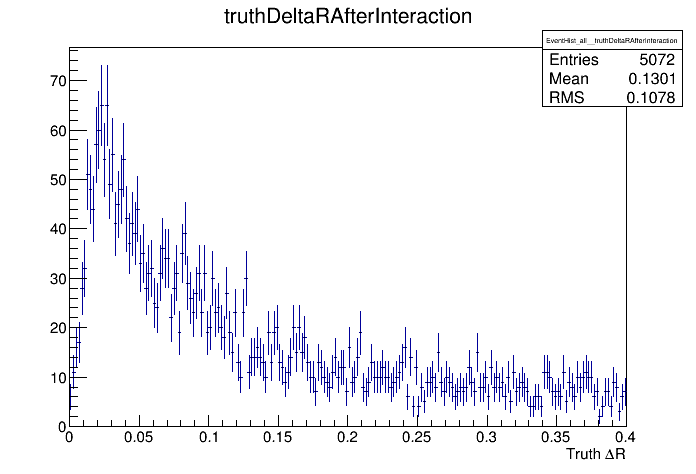 truthDeltaRAfterInteraction
EventHist_all__truthDeltaRAfterInteraction
Entries 5072
Mean 0.1301
RMS 0.1078
70
60
50
40
30
20
10
0
0 0.05 0.1 0.15 0.2 0.25 0.3 0.35 0.4
Truth ΔR